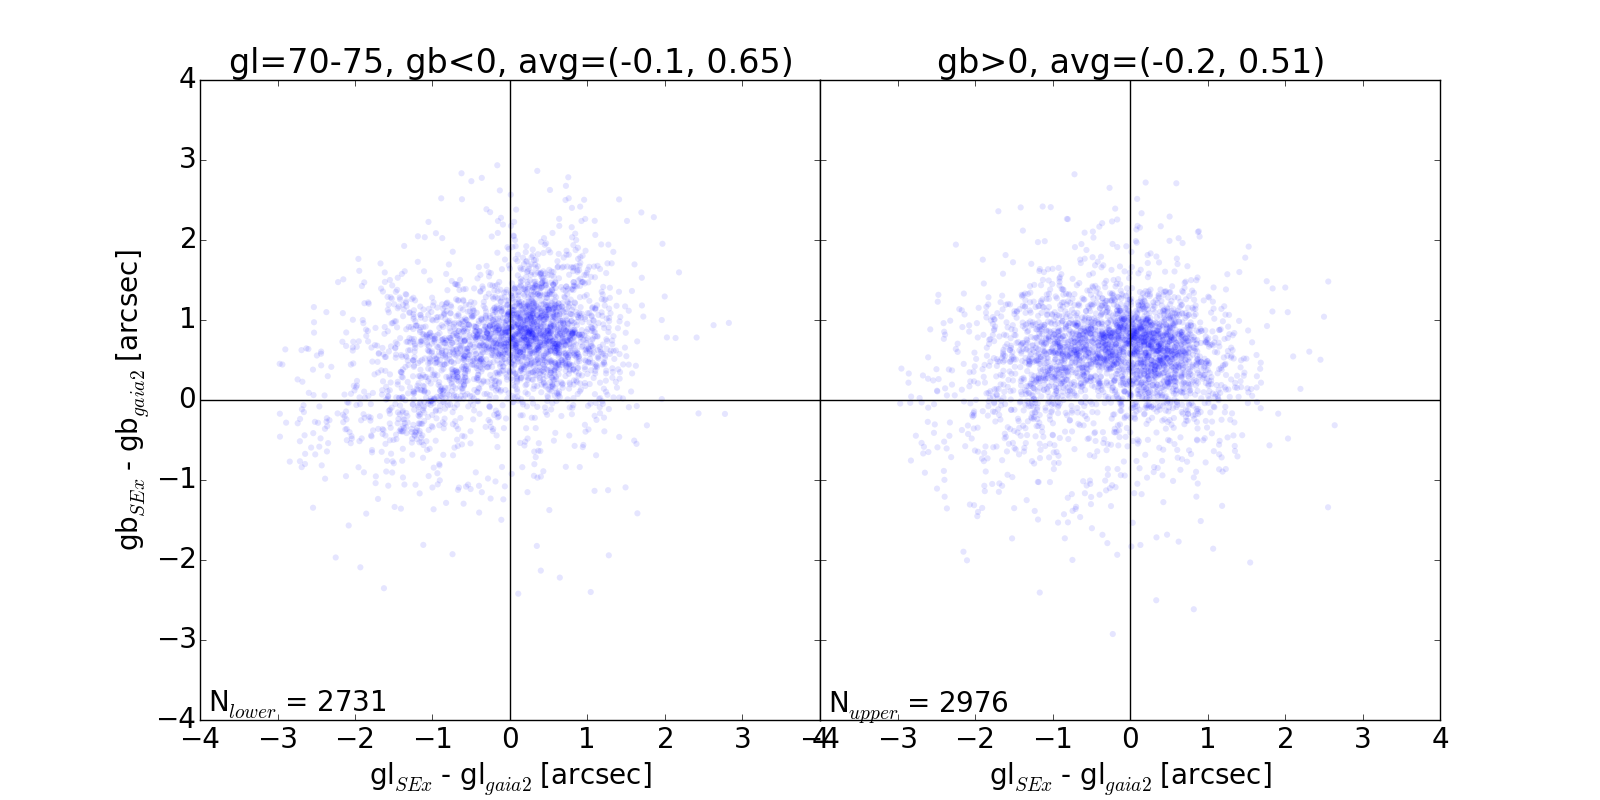 gl=70-75, gb<0, avg=(-0.1, 0.65)
gb>0, avg=(-0.2, 0.51)
4
3
2
1
0
−1
−2
−3
−4
gb_SEx - gb_gaia2 [arcsec]
N_lower = 2731
N_upper = 2976
−4 −3 −2 −1 0 1 2 3 4
−4 −3 −2 −1 0 1 2 3 4
gl_SEx - gl_gaia2 [arcsec]
gl_SEx - gl_gaia2 [arcsec]